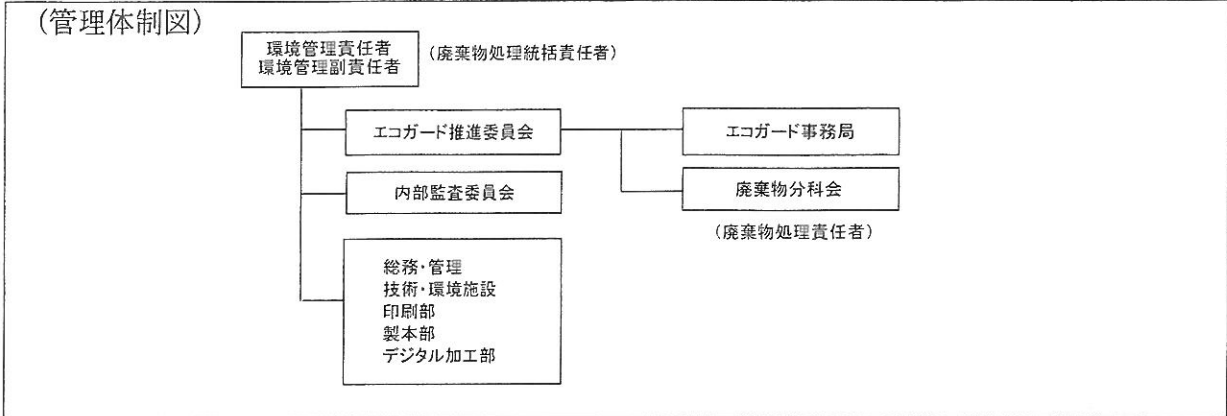 (管理体制図)
環境管理責任者
環境管理副責任者
(廃棄物処理統括責任者)
エコガード推進委員会
エコガード事務局
内部監査委員会
廃棄物分科会
(廃棄物処理責任者)
総務・管理
技術・環境施設
印刷部
製本部
デジタル加工部